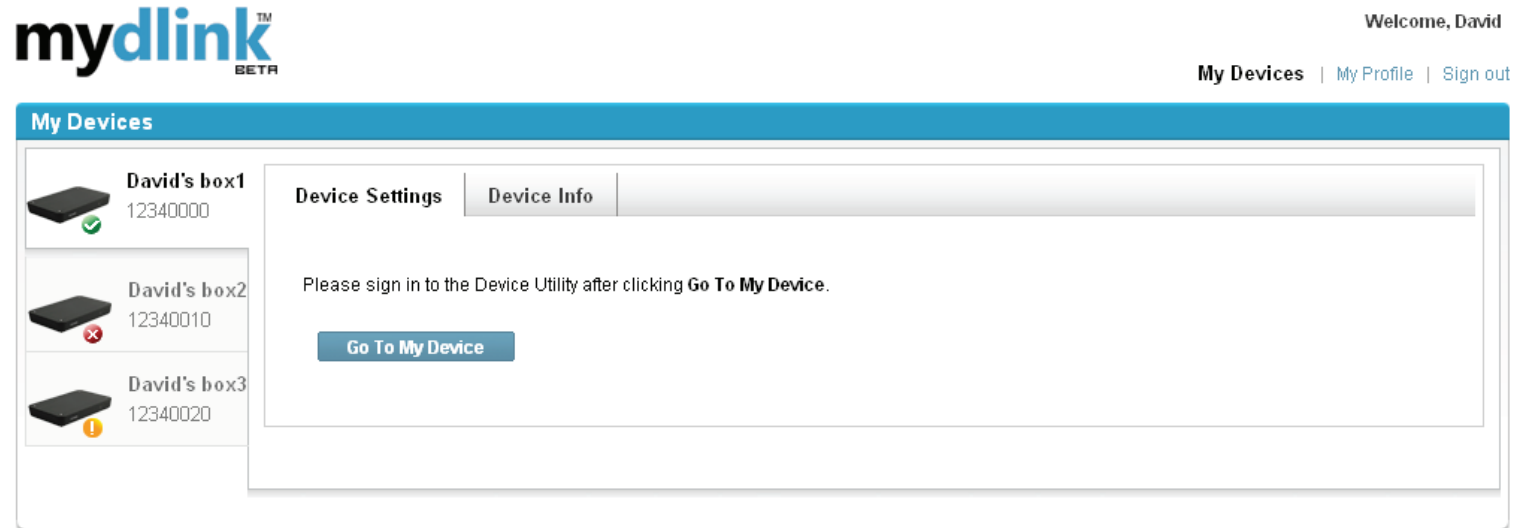 mydlink™
BETA
Welcome, David
My Devices | My Profile | Sign out
My Devices
David's box1
12340000
David's box2
12340010
David's box3
12340020
Device Settings
Device Info
Please sign in to the Device Utility after clicking Go To My Device.
Go To My Device